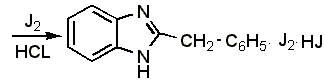 J₂
HCL
N
CH₂- C₆H₅· J₂·HJ
N
H